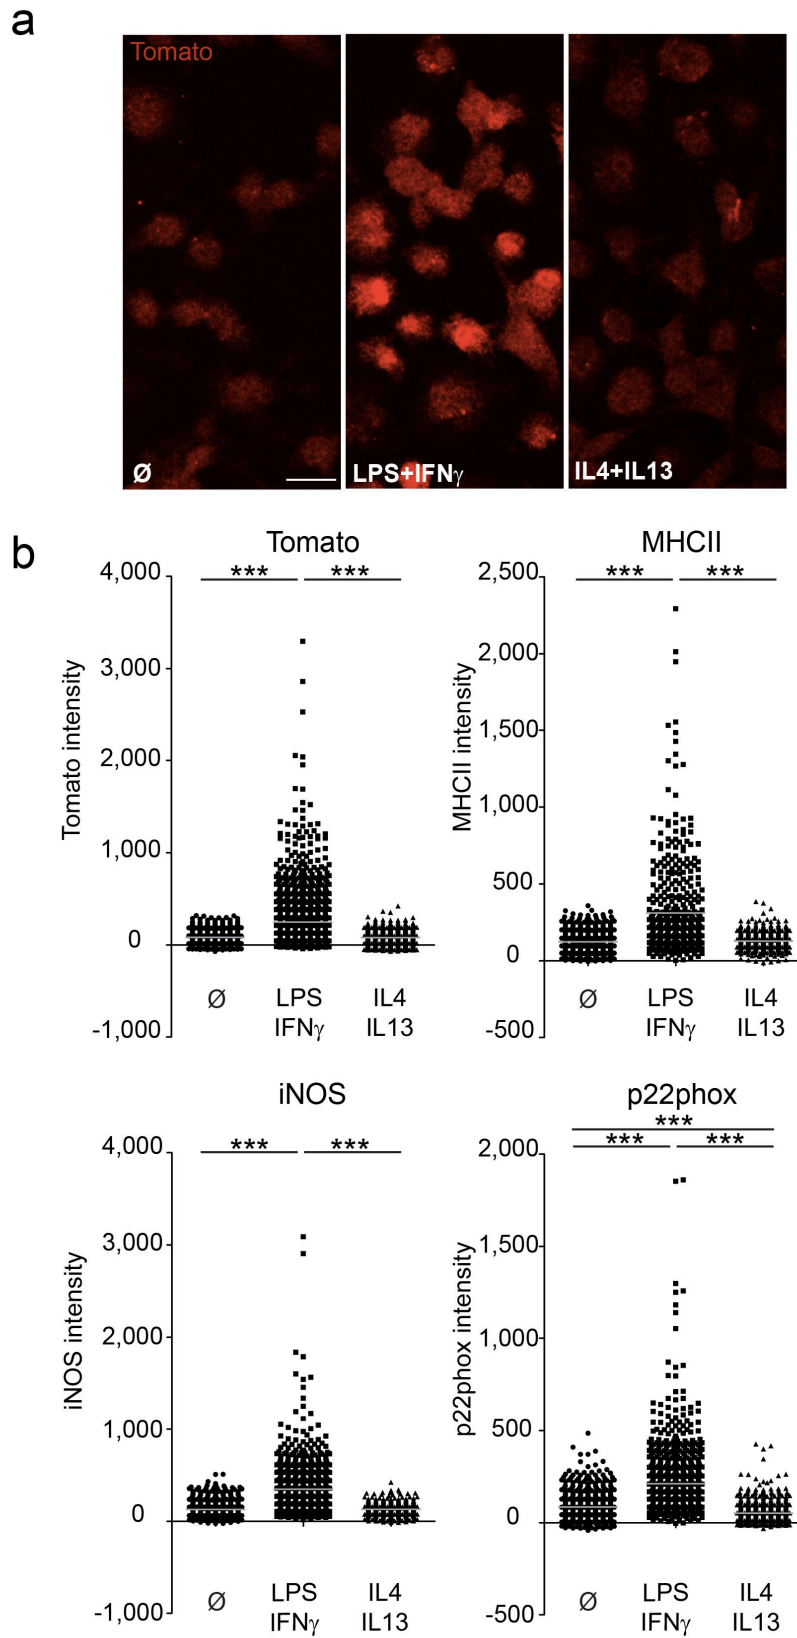 a
Tomato
Ø
LPS+IFNγ
IL4+IL13
b
Tomato
*** ***
4,000
3,000
2,000
1,000
0
-1,000
Tomato intensity
Ø
LPS
IFNγ
IL4
IL13
MHCII
*** ***
2,500
2,000
1,500
1,000
500
0
-500
MHCII intensity
Ø
LPS
IFNγ
IL4
IL13
iNOS
*** ***
4,000
3,000
2,000
1,000
0
-1,000
iNOS intensity
Ø
LPS
IFNγ
IL4
IL13
p22phox
***
*** ***
2,000
1,500
1,000
500
0
-500
p22phox intensity
Ø
LPS
IFNγ
IL4
IL13